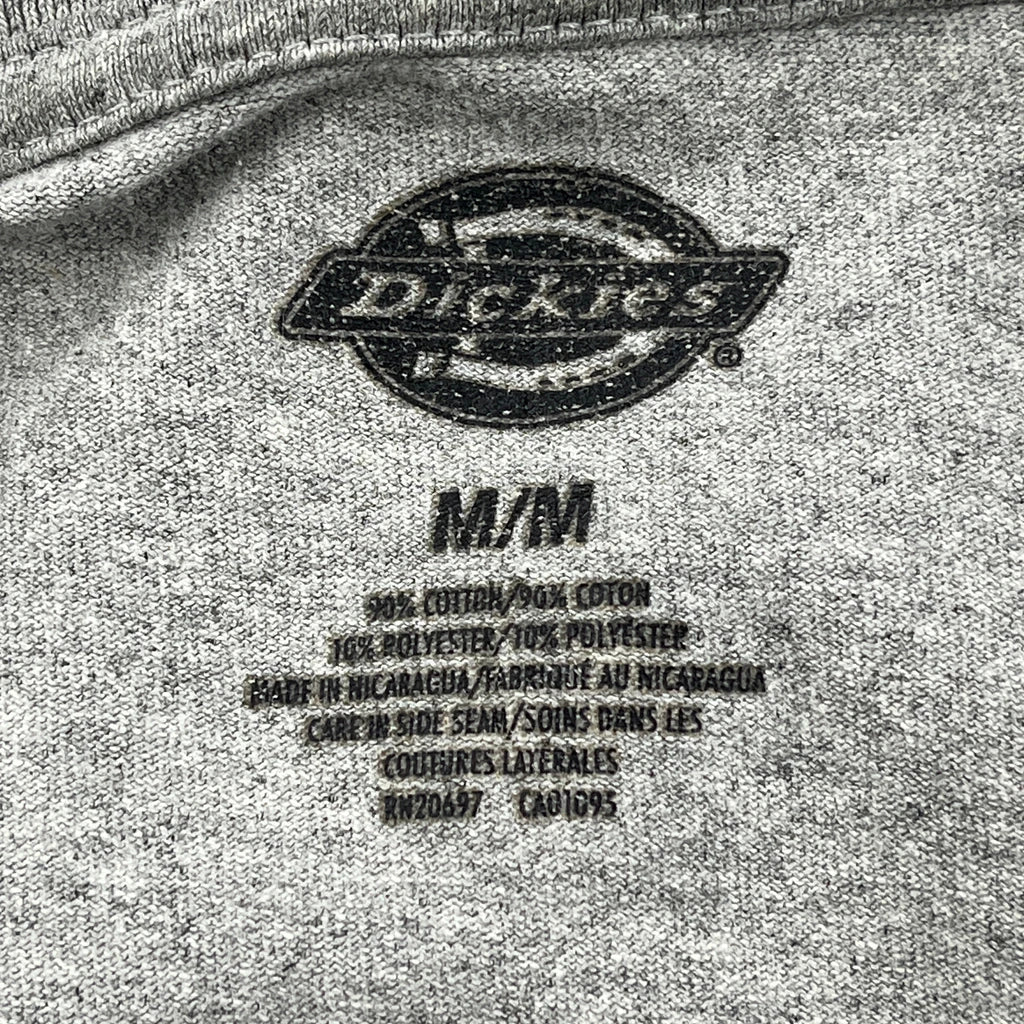 Dickies
®
M/M
90% COTTON/90% COTON
10% POLYESTER/10% POLYÉSTER
MADE IN NICARAGUA/FABRIQUÉ AU NICARAGUA
CARE IN SIDE SEAM/SOINS DANS LES
COUTURES LATÉRALES
RN20697 CA01095